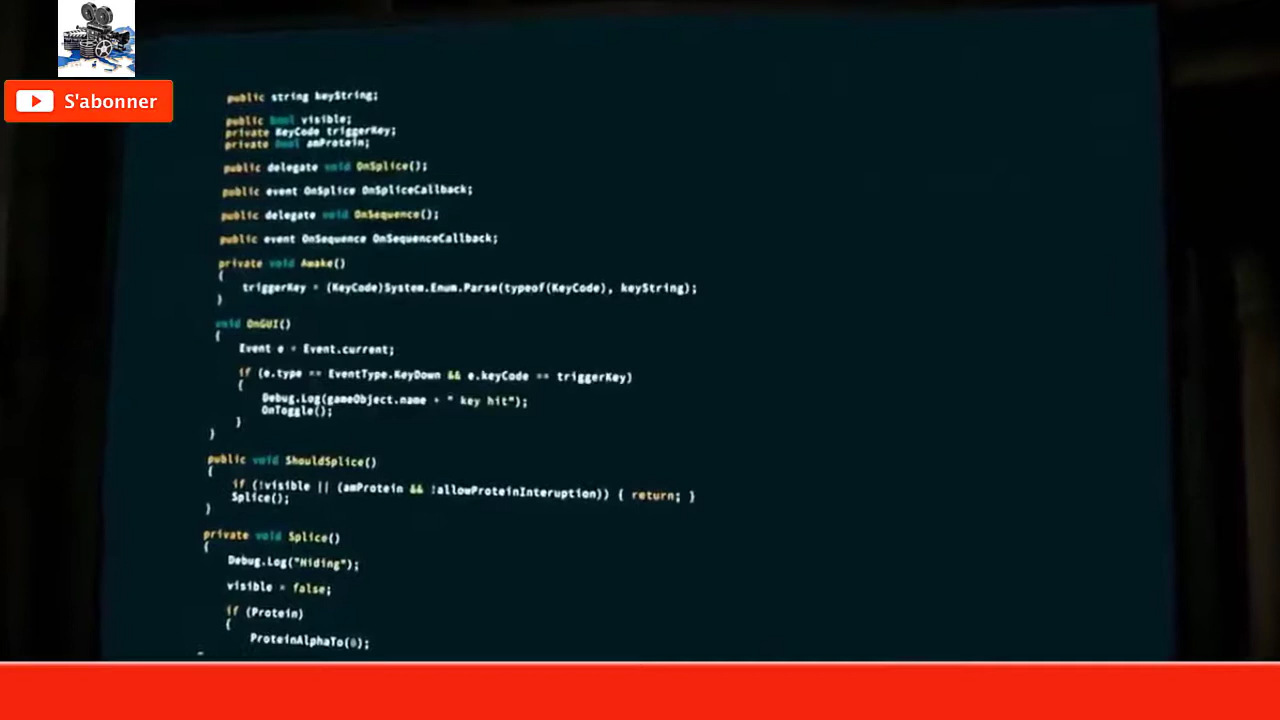 S'abonner
public string keyString;
public bool visible;
private KeyCode triggerKey;
private bool amProtein;
public delegate void OnSplice();
public event OnSplice OnSpliceCallback;
public delegate void OnSequence();
public event OnSequence OnSequenceCallback;
private void Awake()
{
triggerKey = (KeyCode)System.Enum.Parse(typeof(KeyCode), keyString);
}
void OnGUI()
{
Event e = Event.current;
if (e.type == EventType.KeyDown && e.keyCode == triggerKey)
{
Debug.Log(gameObject.name + " key hit");
OnToggle();
}
}
public void ShouldSplice()
{
if (!visible || (amProtein && !allowProteinInteruption)) { return; }
Splice();
}
private void Splice()
{
Debug.Log("Hiding");
visible = false;
if (Protein)
{
ProteinAlphaTo(0);